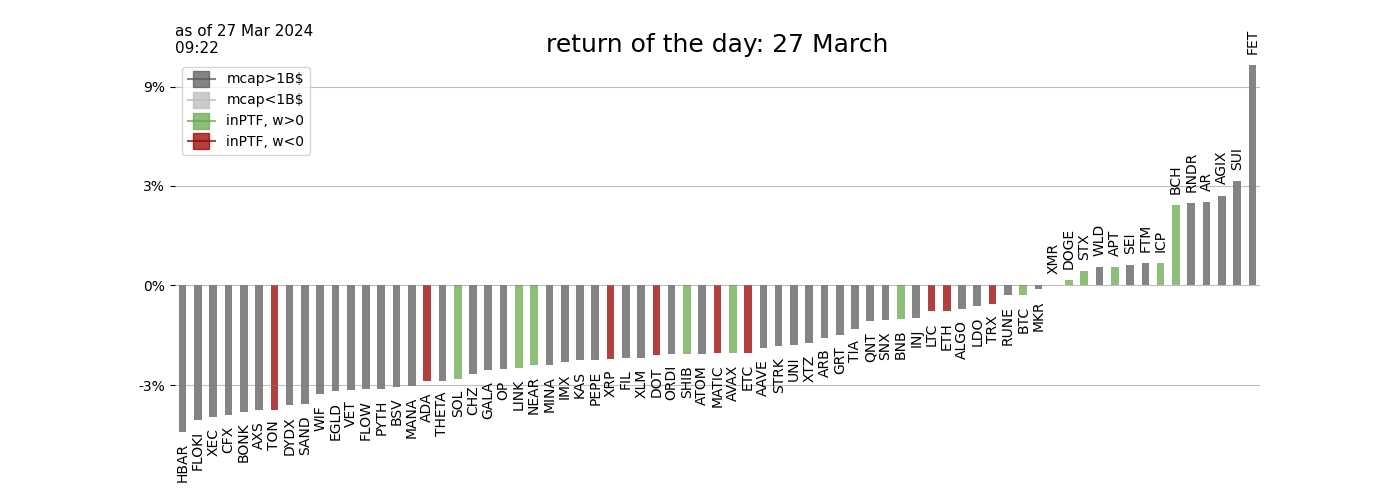 as of 27 Mar 2024
09:22
return of the day: 27 March
mcap>1B$
mcap<1B$
inPTF, w>0
inPTF, w<0
9%
3%
0%
-3%
HBAR
FLOKI
XEC
CFX
BONK
AXS
TON
DYDX
SAND
WIF
EGLD
VET
FLOW
PYTH
BSV
MANA
ADA
THETA
SOL
CHZ
GALA
OP
LINK
NEAR
MINA
IMX
KAS
PEPE
XRP
FIL
XLM
DOT
ORDI
SHIB
ATOM
MATIC
AVAX
ETC
AAVE
STRK
UNI
XTZ
ARB
GRT
TIA
QNT
SNX
BNB
INJ
LTC
ETH
ALGO
LDO
TRX
RUNE
BTC
MKR
XMR
DOGE
STX
WLD
APT
SEI
FTM
ICP
BCH
RNDR
AR
AGIX
SUI
FET